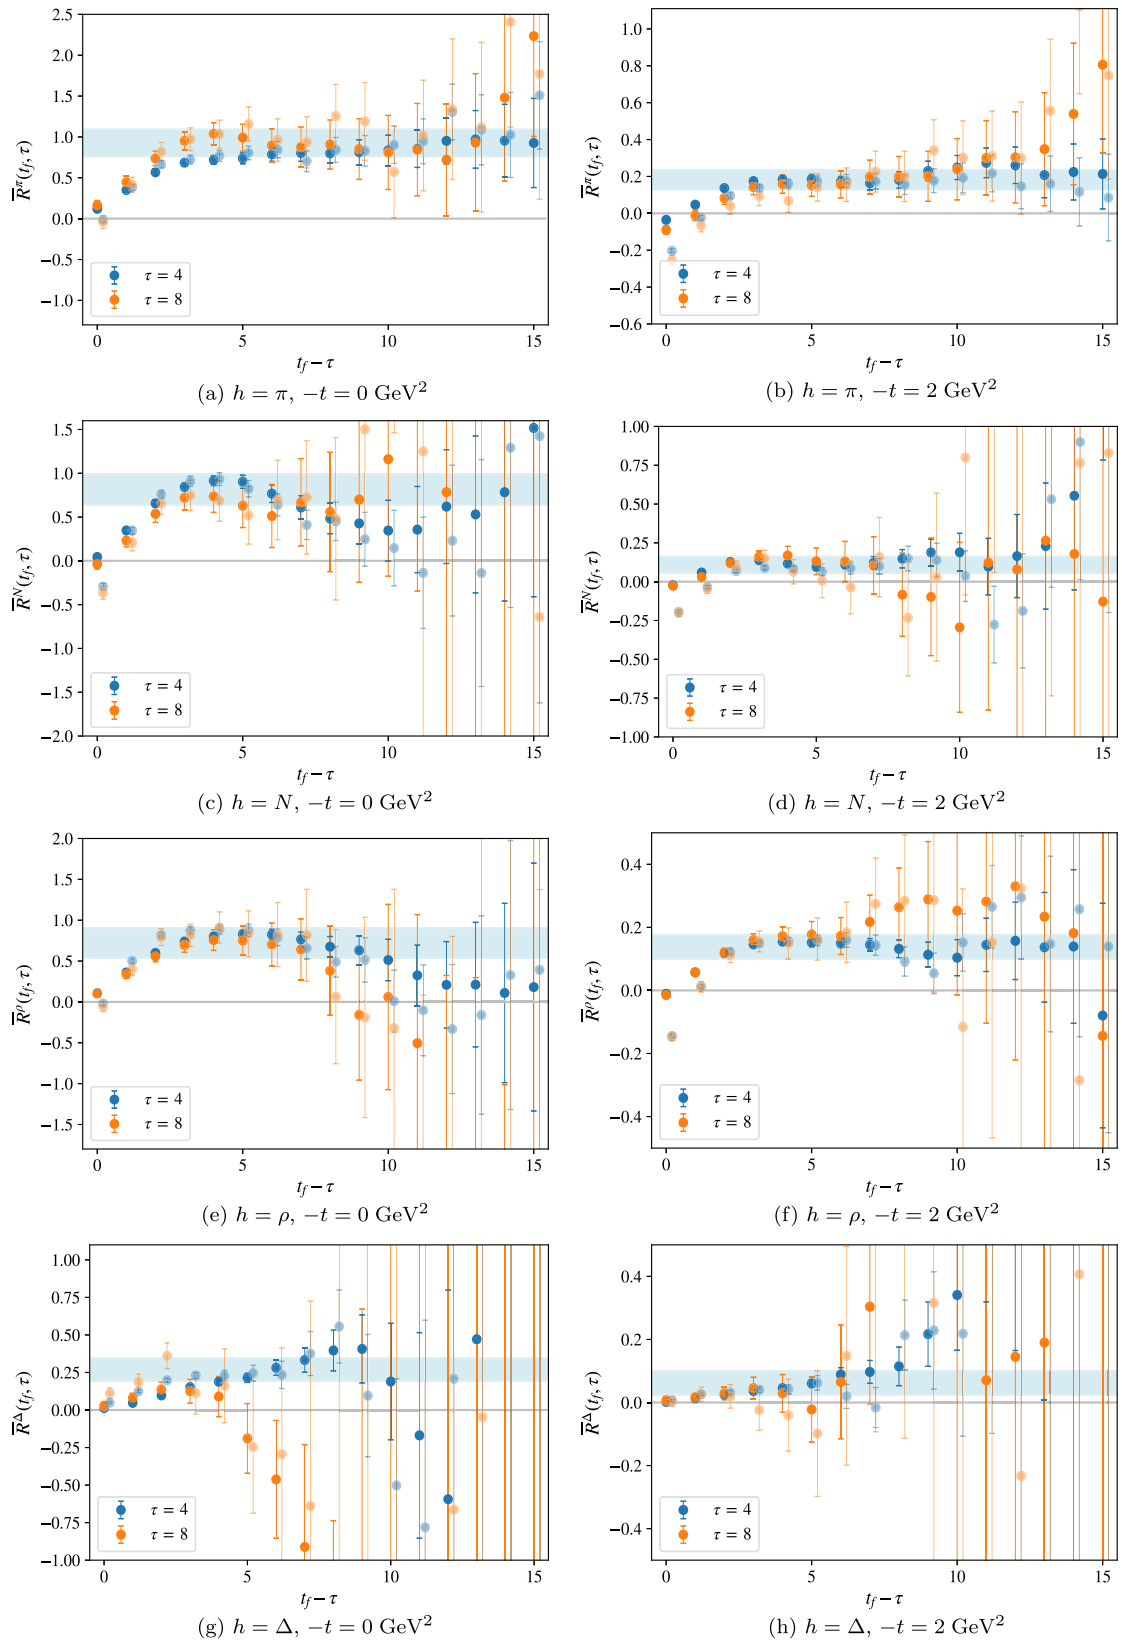 2.5
2.0
1.5
1.0
0.5
0.0
−0.5
−1.0
R̅^π(t_f, τ)
τ = 4
τ = 8
0 5 10 15
t_f − τ
(a) h = π, −t = 0 GeV²
1.0
0.8
0.6
0.4
0.2
0.0
−0.2
−0.4
−0.6
R̅^π(t_f, τ)
τ = 4
τ = 8
0 5 10 15
t_f − τ
(b) h = π, −t = 2 GeV²
1.5
1.0
0.5
0.0
−0.5
−1.0
−1.5
−2.0
R̅^N(t_f, τ)
τ = 4
τ = 8
0 5 10 15
t_f − τ
(c) h = N, −t = 0 GeV²
1.00
0.75
0.50
0.25
0.00
−0.25
−0.50
−0.75
−1.00
R̅^N(t_f, τ)
τ = 4
τ = 8
0 5 10 15
t_f − τ
(d) h = N, −t = 2 GeV²
2.0
1.5
1.0
0.5
0.0
−0.5
−1.0
−1.5
R̅^ρ(t_f, τ)
τ = 4
τ = 8
0 5 10 15
t_f − τ
(e) h = ρ, −t = 0 GeV²
0.4
0.2
0.0
−0.2
−0.4
R̅^ρ(t_f, τ)
τ = 4
τ = 8
0 5 10 15
t_f − τ
(f) h = ρ, −t = 2 GeV²
1.00
0.75
0.50
0.25
0.00
−0.25
−0.50
−0.75
−1.00
R̅^Δ(t_f, τ)
τ = 4
τ = 8
0 5 10 15
t_f − τ
(g) h = Δ, −t = 0 GeV²
0.4
0.2
0.0
−0.2
−0.4
R̅^Δ(t_f, τ)
τ = 4
τ = 8
0 5 10 15
t_f − τ
(h) h = Δ, −t = 2 GeV²